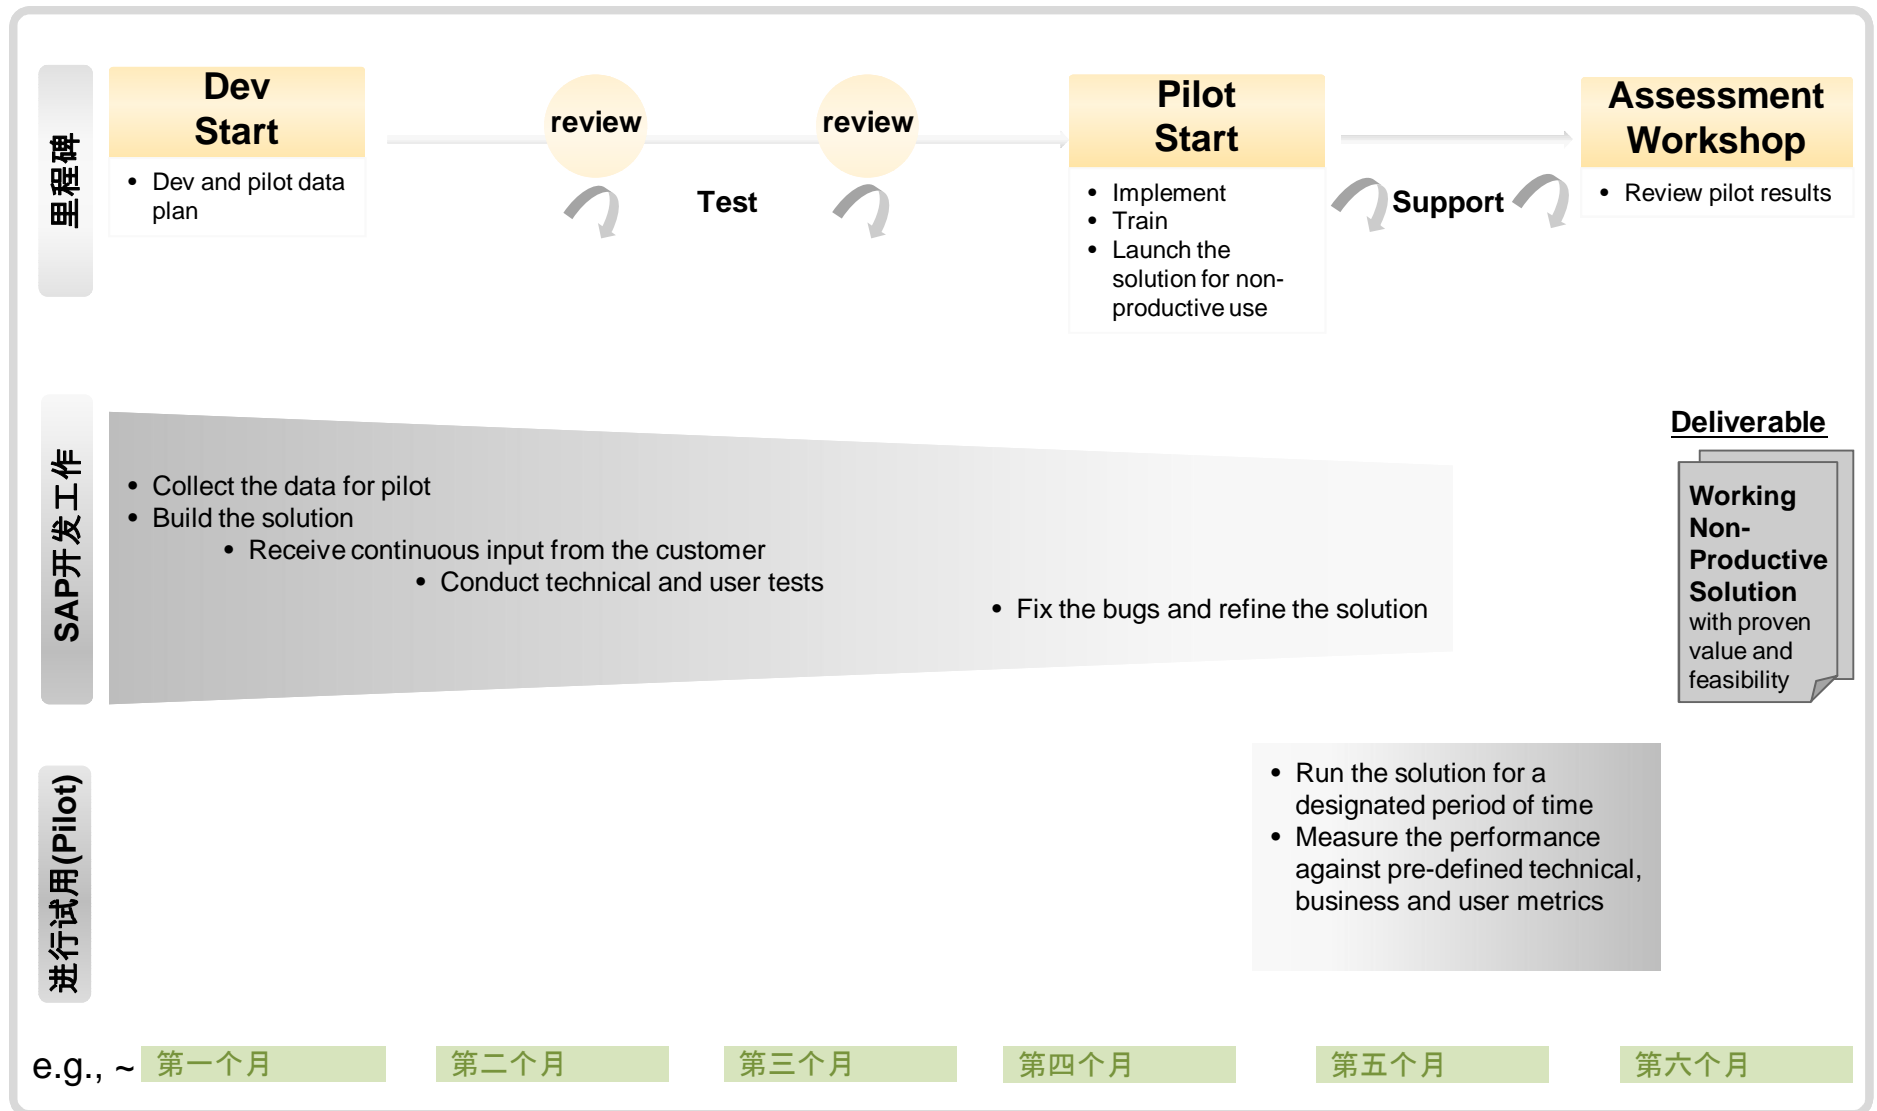 里程碑
Dev
Start
• Dev and pilot data
plan
review
Test
review
Pilot
Start
• Implement
• Train
• Launch the
solution for non-
productive use
Support
Assessment
Workshop
• Review pilot results
SAP开发工作
• Collect the data for pilot
• Build the solution
• Receive continuous input from the customer
• Conduct technical and user tests
• Fix the bugs and refine the solution
Deliverable
Working
Non-
Productive
Solution
with proven
value and
feasibility
进行试用(Pilot)
• Run the solution for a
designated period of time
• Measure the performance
against pre-defined technical,
business and user metrics
e.g., ~ 第一个月 第二个月 第三个月 第四个月 第五个月 第六个月